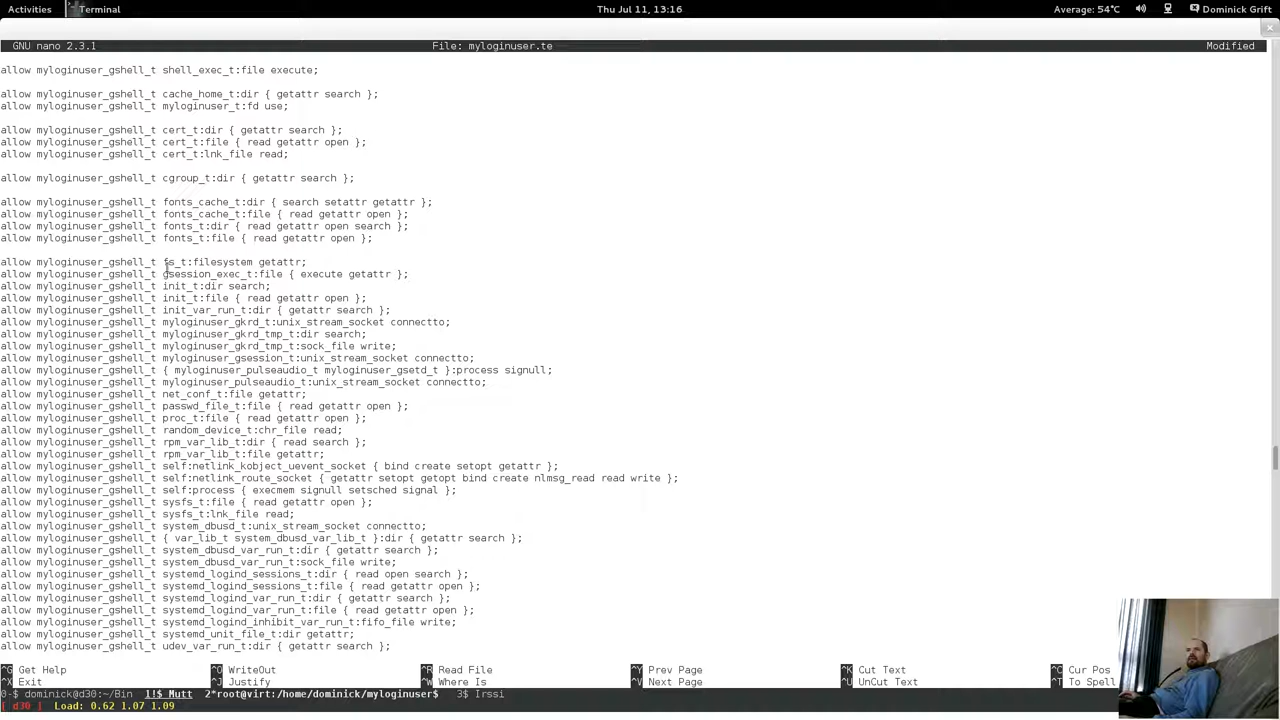 Activities Terminal Thu Jul 11, 13:16 Average: 54°C Dominick Grift
GNU nano 2.3.1 File: myloginuser.te Modified
allow myloginuser_gshell_t shell_exec_t:file execute;
allow myloginuser_gshell_t cache_home_t:dir { getattr search };
allow myloginuser_gshell_t myloginuser_t:fd use;
allow myloginuser_gshell_t cert_t:dir { getattr search };
allow myloginuser_gshell_t cert_t:file { read getattr open };
allow myloginuser_gshell_t cert_t:lnk_file read;
allow myloginuser_gshell_t cgroup_t:dir { getattr search };
allow myloginuser_gshell_t fonts_cache_t:dir { search setattr getattr };
allow myloginuser_gshell_t fonts_cache_t:file { read getattr open };
allow myloginuser_gshell_t fonts_t:dir { read getattr open search };
allow myloginuser_gshell_t fonts_t:file { read getattr open };
allow myloginuser_gshell_t fs_t:filesystem getattr;
allow myloginuser_gshell_t gsession_exec_t:file { execute getattr };
allow myloginuser_gshell_t init_t:dir search;
allow myloginuser_gshell_t init_t:file { read getattr open };
allow myloginuser_gshell_t init_var_run_t:dir { getattr search };
allow myloginuser_gshell_t myloginuser_gkrd_t:unix_stream_socket connectto;
allow myloginuser_gshell_t myloginuser_gkrd_tmp_t:dir search;
allow myloginuser_gshell_t myloginuser_gkrd_tmp_t:sock_file write;
allow myloginuser_gshell_t myloginuser_gsession_t:unix_stream_socket connectto;
allow myloginuser_gshell_t { myloginuser_pulseaudio_t myloginuser_gsetd_t }:process signull;
allow myloginuser_gshell_t myloginuser_pulseaudio_t:unix_stream_socket connectto;
allow myloginuser_gshell_t net_conf_t:file getattr;
allow myloginuser_gshell_t passwd_file_t:file { read getattr open };
allow myloginuser_gshell_t proc_t:file { read getattr open };
allow myloginuser_gshell_t random_device_t:chr_file read;
allow myloginuser_gshell_t rpm_var_lib_t:dir { read search };
allow myloginuser_gshell_t rpm_var_lib_t:file getattr;
allow myloginuser_gshell_t self:netlink_kobject_uevent_socket { bind create setopt getattr };
allow myloginuser_gshell_t self:netlink_route_socket { getattr setopt getopt bind create nlmsg_read read write };
allow myloginuser_gshell_t self:process { execmem signull setsched signal };
allow myloginuser_gshell_t sysfs_t:file { read getattr open };
allow myloginuser_gshell_t sysfs_t:lnk_file read;
allow myloginuser_gshell_t system_dbusd_t:unix_stream_socket connectto;
allow myloginuser_gshell_t { var_lib_t system_dbusd_var_lib_t }:dir { getattr search };
allow myloginuser_gshell_t system_dbusd_var_run_t:dir { getattr search };
allow myloginuser_gshell_t system_dbusd_var_run_t:sock_file write;
allow myloginuser_gshell_t systemd_logind_sessions_t:dir { read open search };
allow myloginuser_gshell_t systemd_logind_sessions_t:file { read getattr open };
allow myloginuser_gshell_t systemd_logind_var_run_t:dir { getattr search };
allow myloginuser_gshell_t systemd_logind_var_run_t:file { read getattr open };
allow myloginuser_gshell_t systemd_logind_inhibit_var_run_t:fifo_file write;
allow myloginuser_gshell_t systemd_unit_file_t:dir getattr;
allow myloginuser_gshell_t udev_var_run_t:dir { getattr search };
^G Get Help ^O WriteOut ^R Read File ^Y Prev Page ^K Cut Text ^C Cur Pos
^X Exit ^J Justify ^W Where Is ^V Next Page ^U UnCut Text ^T To Spell
0-$ dominick@d30:~/Bin 1!$ Mutt 2*root@virt:/home/dominick/myloginuser$ 3$ Irssi
[ d30 ] Load: 0.62 1.07 1.09